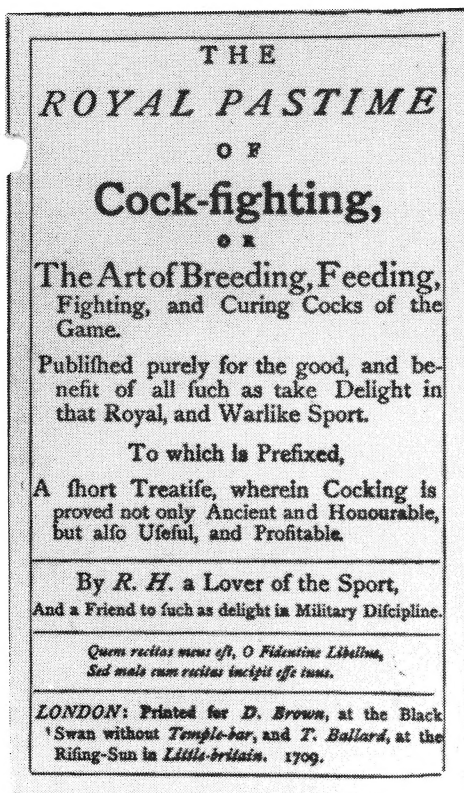 THE
ROYAL PASTIME
OF
Cock-fighting,
OR
The Art of Breeding, Feeding,
Fighting, and Curing Cocks of the
Game.
Publiſhed purely for the good, and be-
nefit of all ſuch as take Delight in
that Royal, and Warlike Sport.
To which is Prefixed,
A ſhort Treatiſe, wherein Cocking is
proved not only Ancient and Honourable,
but alſo Uſeful, and Profitable.
By R. H. a Lover of the Sport,
And a Friend to ſuch as delight in Military Diſcipline.
Quem recitas meus eſt, O Fidentine Libellus,
Sed male cum recitas incipit eſſe tuus.
LONDON: Printed for D. Brown, at the Black
Swan without Temple-bar, and T. Ballard, at the
Riſing-Sun in Little-britain. 1709.